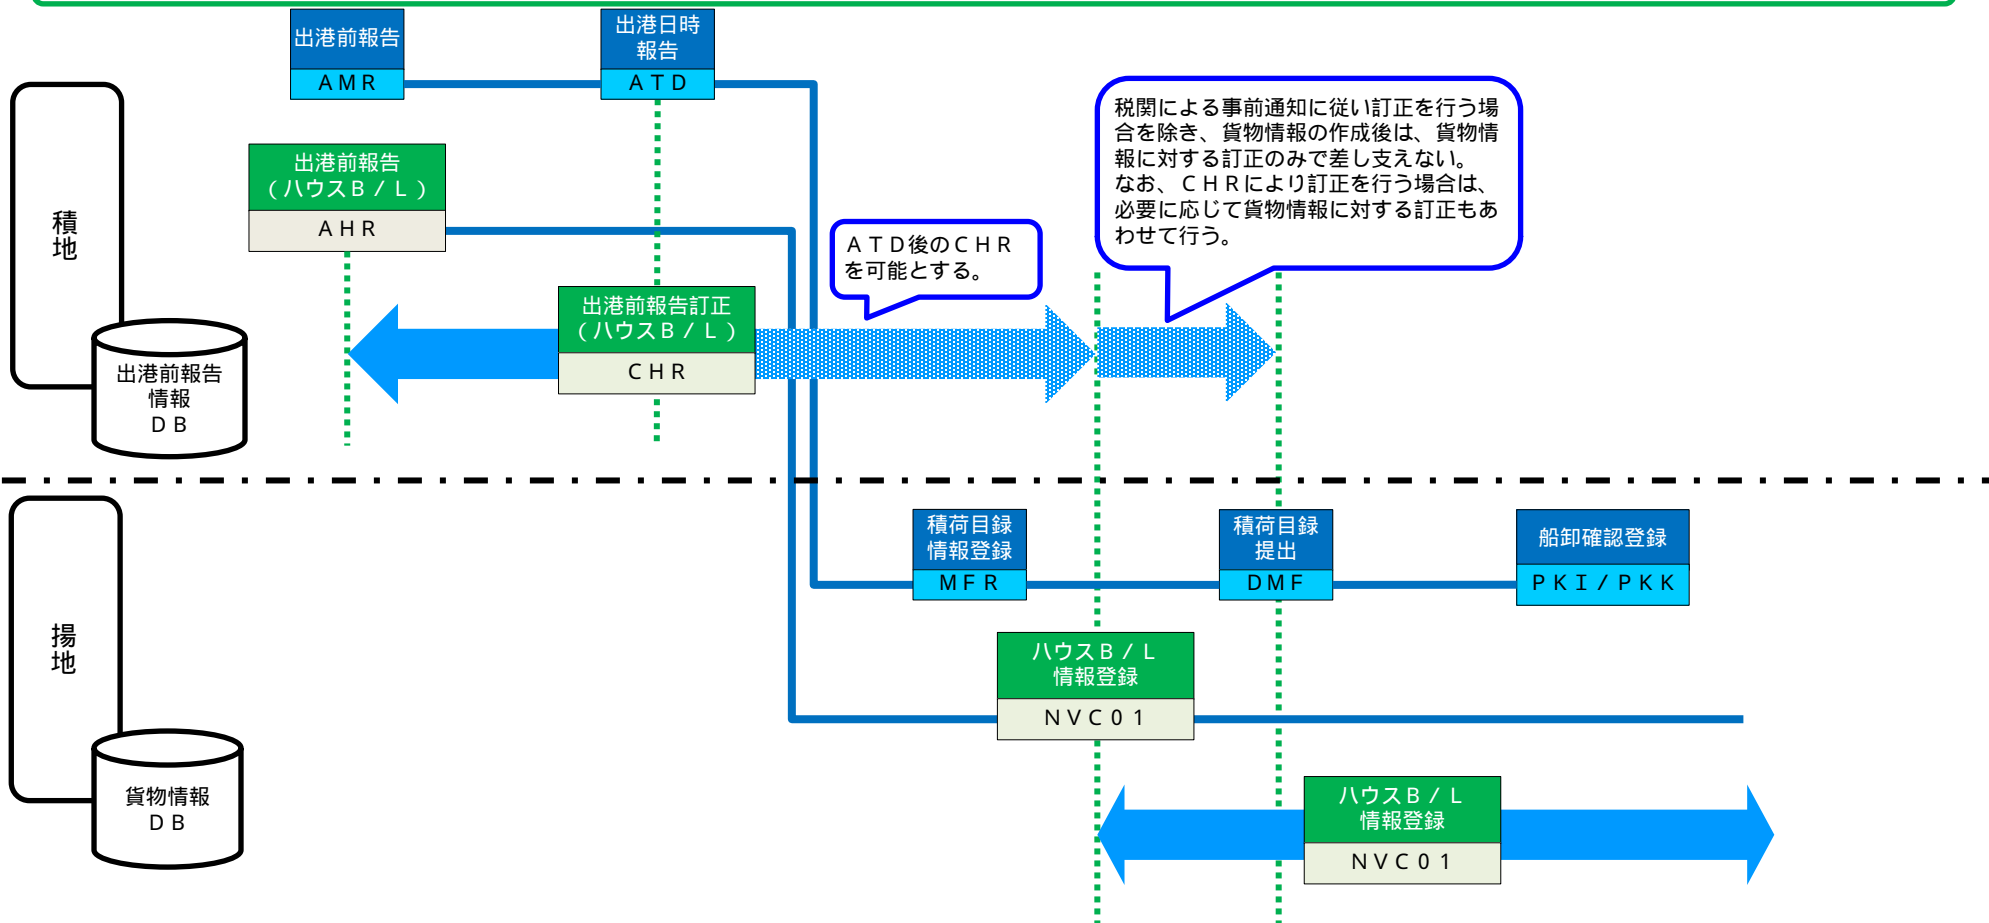 出港前報告
ＡＭＲ
出港日時
報告
ＡＴＤ
積地
出港前報告
（ハウスＢ／Ｌ）
ＡＨＲ
税関による事前通知に従い訂正を行う場
合を除き、貨物情報の作成後は、貨物情
報に対する訂正のみで差し支えない。
なお、ＣＨＲにより訂正を行う場合は、
必要に応じて貨物情報に対する訂正もあ
わせて行う。
ＡＴＤ後のＣＨＲ
を可能とする。
出港前報告訂正
（ハウスＢ／Ｌ）
ＣＨＲ
出港前報告
情報
ＤＢ
揚地
積荷目録
情報登録
ＭＦＲ
積荷目録
提出
ＤＭＦ
船卸確認登録
ＰＫＩ／ＰＫＫ
ハウスＢ／Ｌ
情報登録
ＮＶＣ０１
貨物情報
ＤＢ
ハウスＢ／Ｌ
情報登録
ＮＶＣ０１